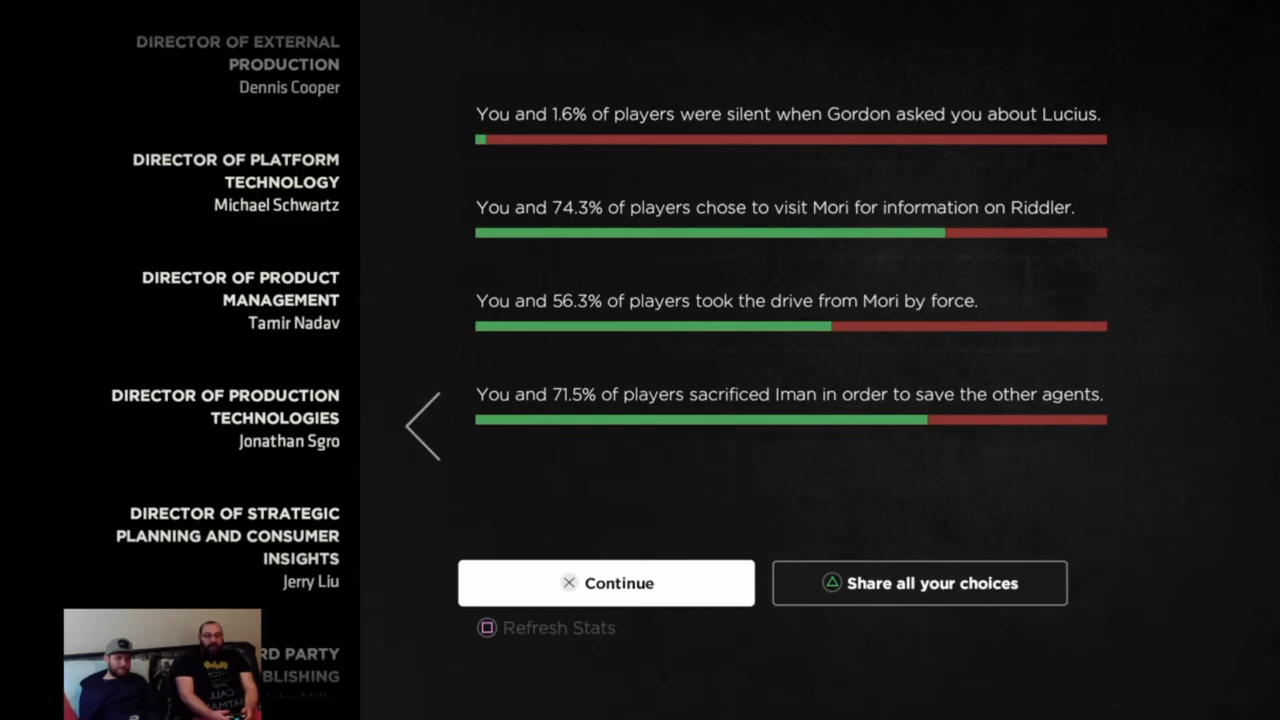 DIRECTOR OF EXTERNAL
PRODUCTION
Dennis Cooper
DIRECTOR OF PLATFORM
TECHNOLOGY
Michael Schwartz
DIRECTOR OF PRODUCT
MANAGEMENT
Tamir Nadav
DIRECTOR OF PRODUCTION
TECHNOLOGIES
Jonathan Sgro
DIRECTOR OF STRATEGIC
PLANNING AND CONSUMER
INSIGHTS
Jerry Liu
RD PARTY
BLISHING
You and 1.6% of players were silent when Gordon asked you about Lucius.
You and 74.3% of players chose to visit Mori for information on Riddler.
You and 56.3% of players took the drive from Mori by force.
You and 71.5% of players sacrificed Iman in order to save the other agents.
Continue
Share all your choices
Refresh Stats